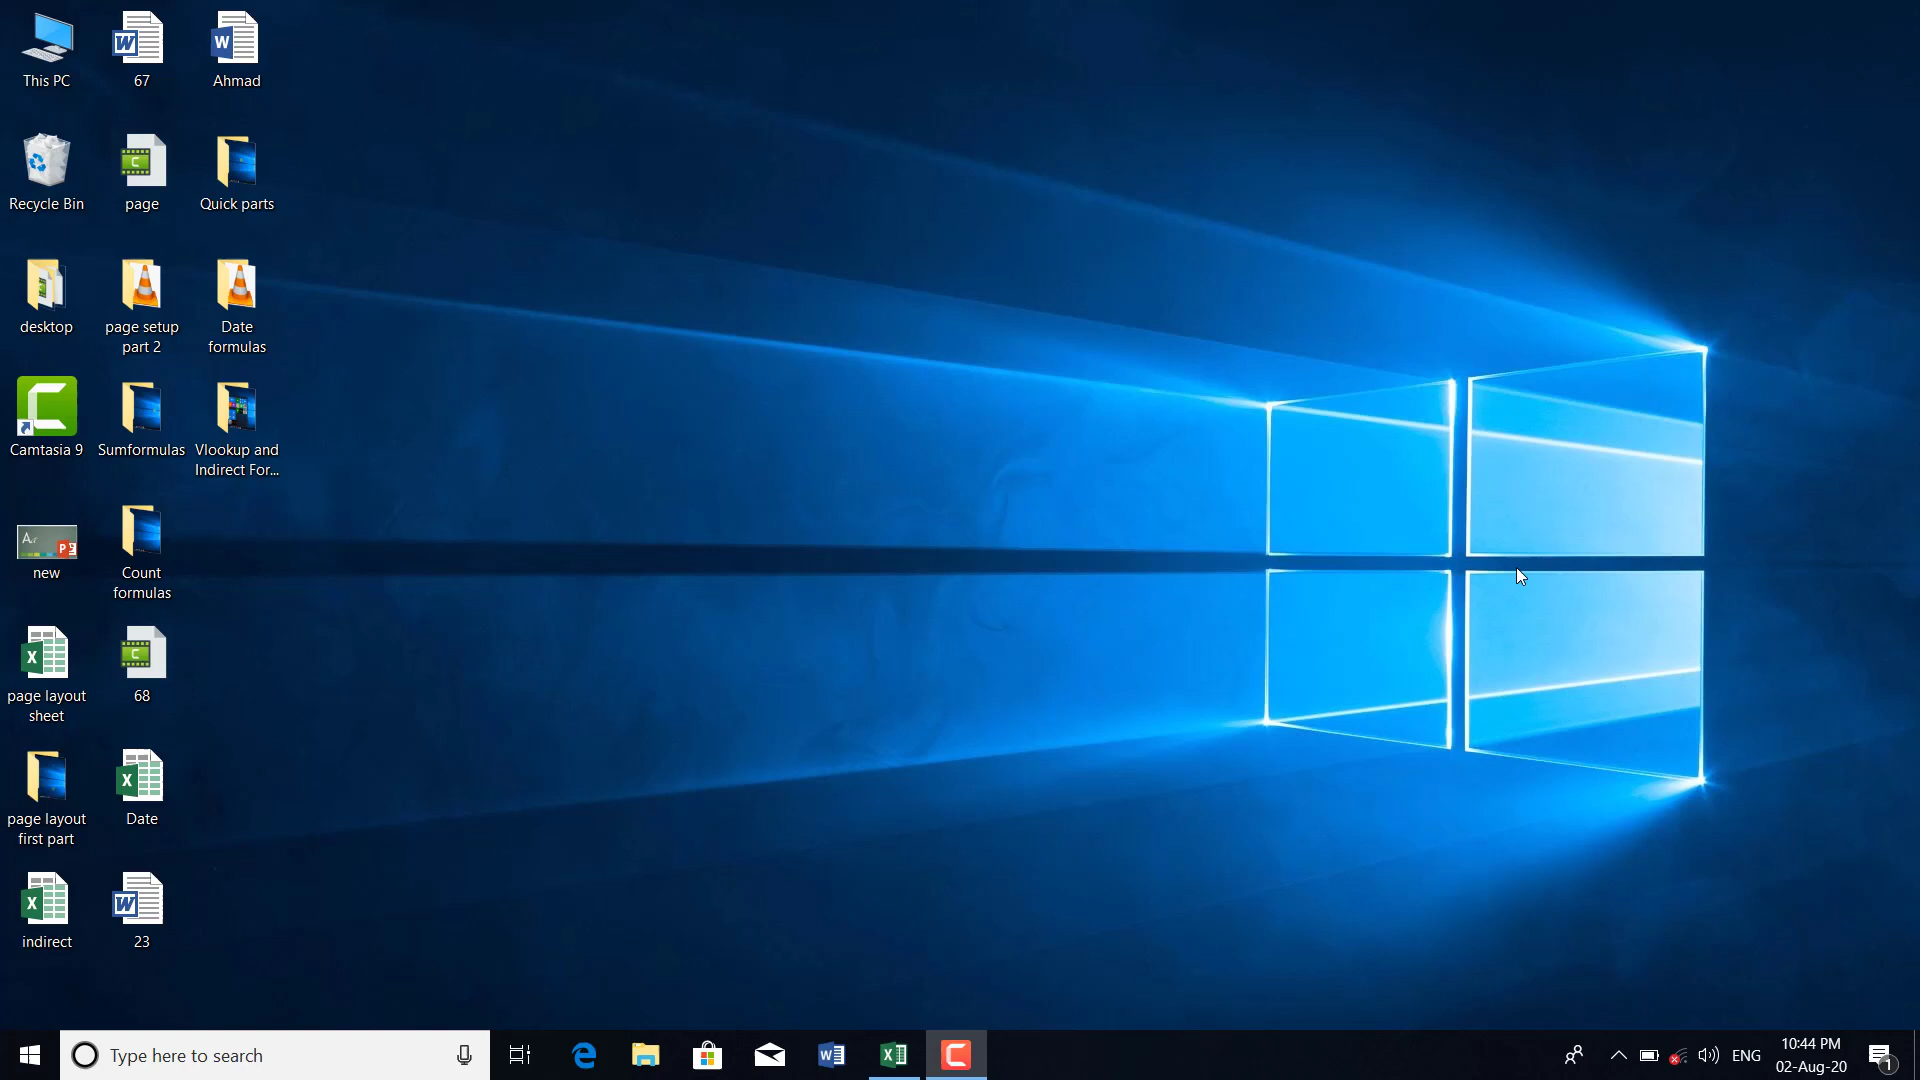 This PC
67
Ahmad
Recycle Bin
page
Quick parts
desktop
page setup
part 2
Date
formulas
Camtasia 9
Sumformulas
Vlookup and
Indirect For...
new
Count
formulas
page layout
sheet
68
page layout
first part
Date
indirect
23
Type here to search
ENG
10:44 PM
02-Aug-20
1